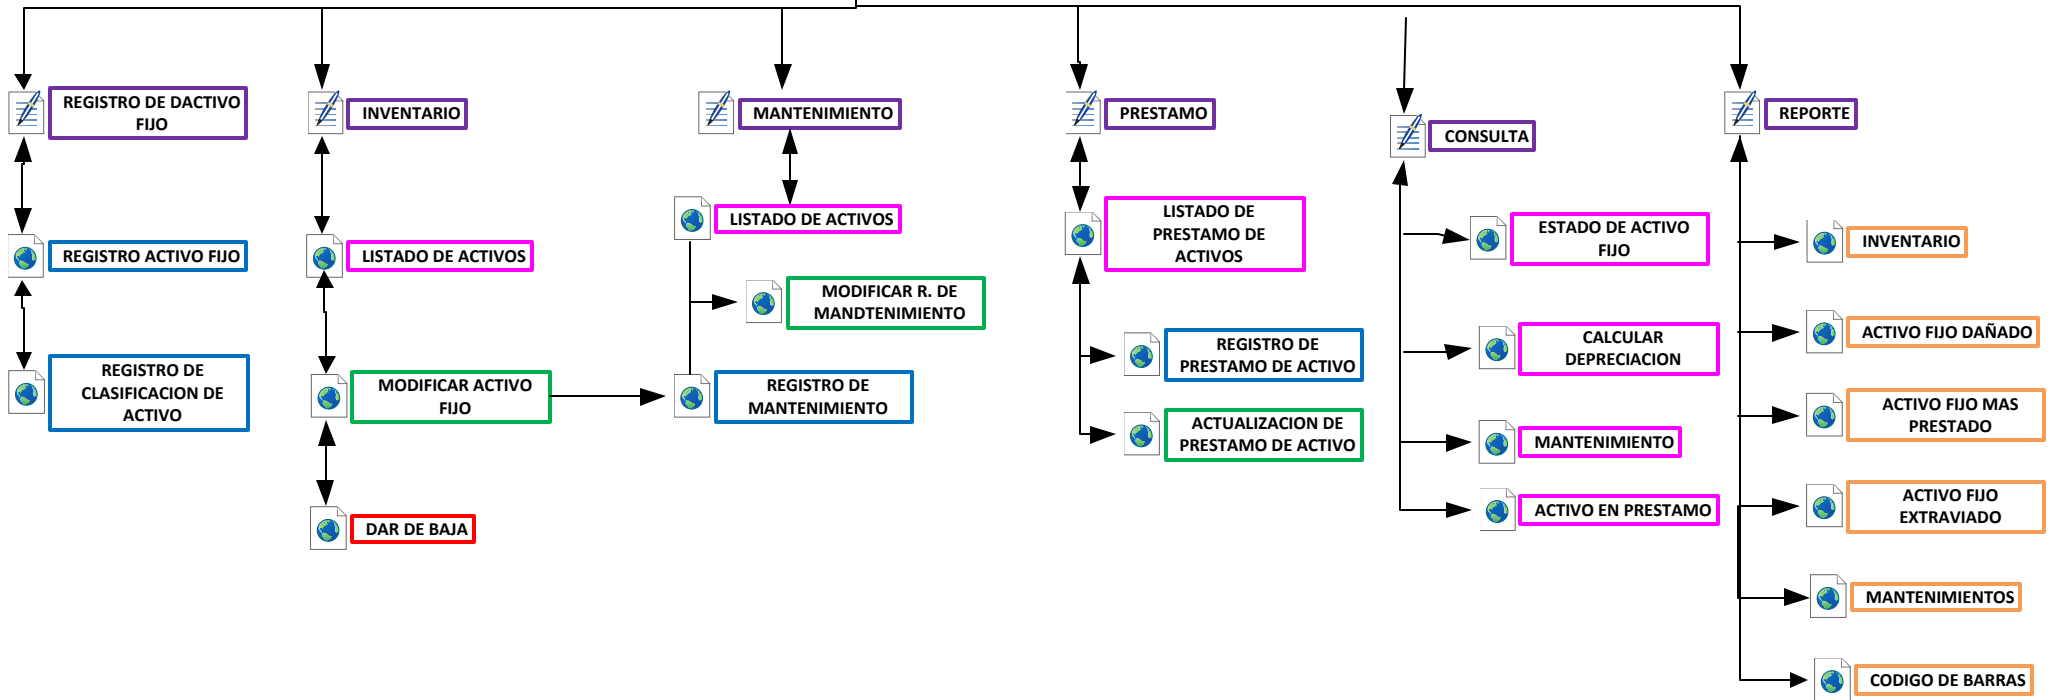 REGISTRO DE DACTIVO
FIJO
REGISTRO ACTIVO FIJO
REGISTRO DE
CLASIFICACION DE
ACTIVO
INVENTARIO
LISTADO DE ACTIVOS
MODIFICAR ACTIVO
FIJO
DAR DE BAJA
MANTENIMIENTO
LISTADO DE ACTIVOS
MODIFICAR R. DE
MANDTENIMIENTO
REGISTRO DE
MANTENIMIENTO
PRESTAMO
LISTADO DE
PRESTAMO DE
ACTIVOS
REGISTRO DE
PRESTAMO DE ACTIVO
ACTUALIZACION DE
PRESTAMO DE ACTIVO
CONSULTA
ESTADO DE ACTIVO
FIJO
CALCULAR
DEPRECIACION
MANTENIMIENTO
ACTIVO EN PRESTAMO
REPORTE
INVENTARIO
ACTIVO FIJO DAÑADO
ACTIVO FIJO MAS
PRESTADO
ACTIVO FIJO
EXTRAVIADO
MANTENIMIENTOS
CODIGO DE BARRAS